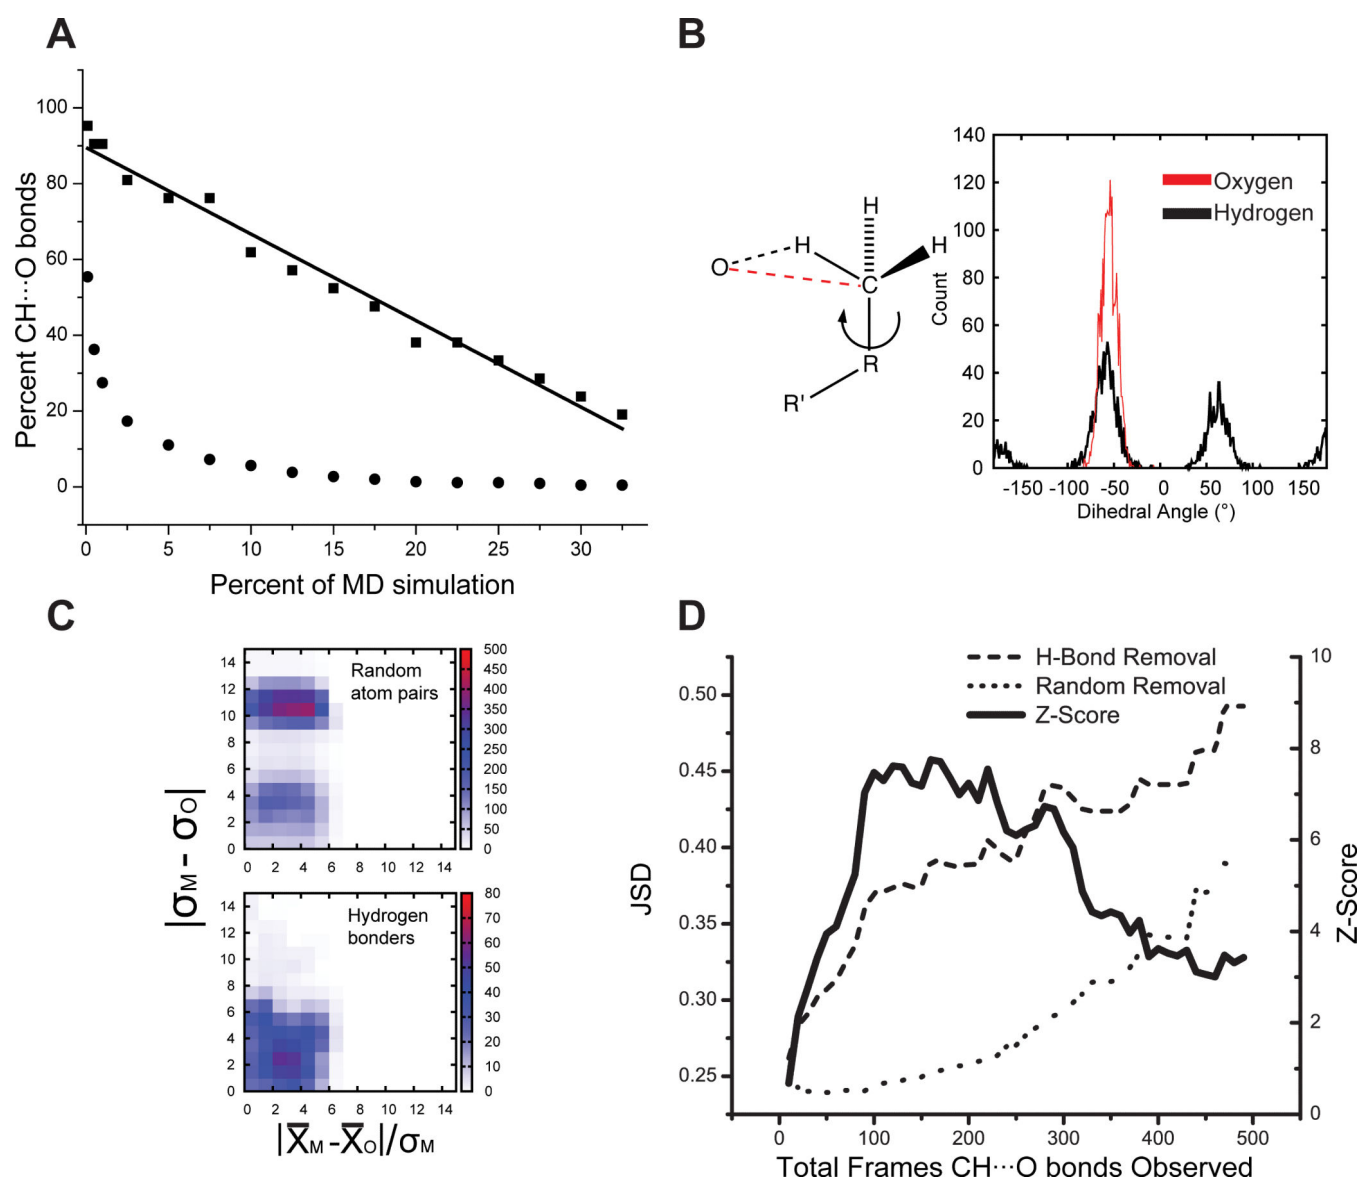 A
Percent CH···O bonds
100
80
60
40
20
0
0 5 10 15 20 25 30
Percent of MD simulation
B
H
H H
O C
R
R'
Count
140
120
100
80
60
40
20
0
Oxygen
Hydrogen
-150 -100 -50 0 50 100 150
Dihedral Angle (°)
C
|σM - σO|
14
12
10
8
6
4
2
0
Random
atom pairs
500
450
400
350
300
250
200
150
100
50
0
0 2 4 6 8 10 12 14
14
12
10
8
6
4
2
0
Hydrogen
bonders
80
70
60
50
40
30
20
10
0
0 2 4 6 8 10 12 14
|X̅M-X̅O|/σM
D
JSD
0.50
0.45
0.40
0.35
0.30
0.25
H-Bond Removal
Random Removal
Z-Score
10
8
6
4
2
0
Z-Score
0 100 200 300 400 500
Total Frames CH···O bonds Observed